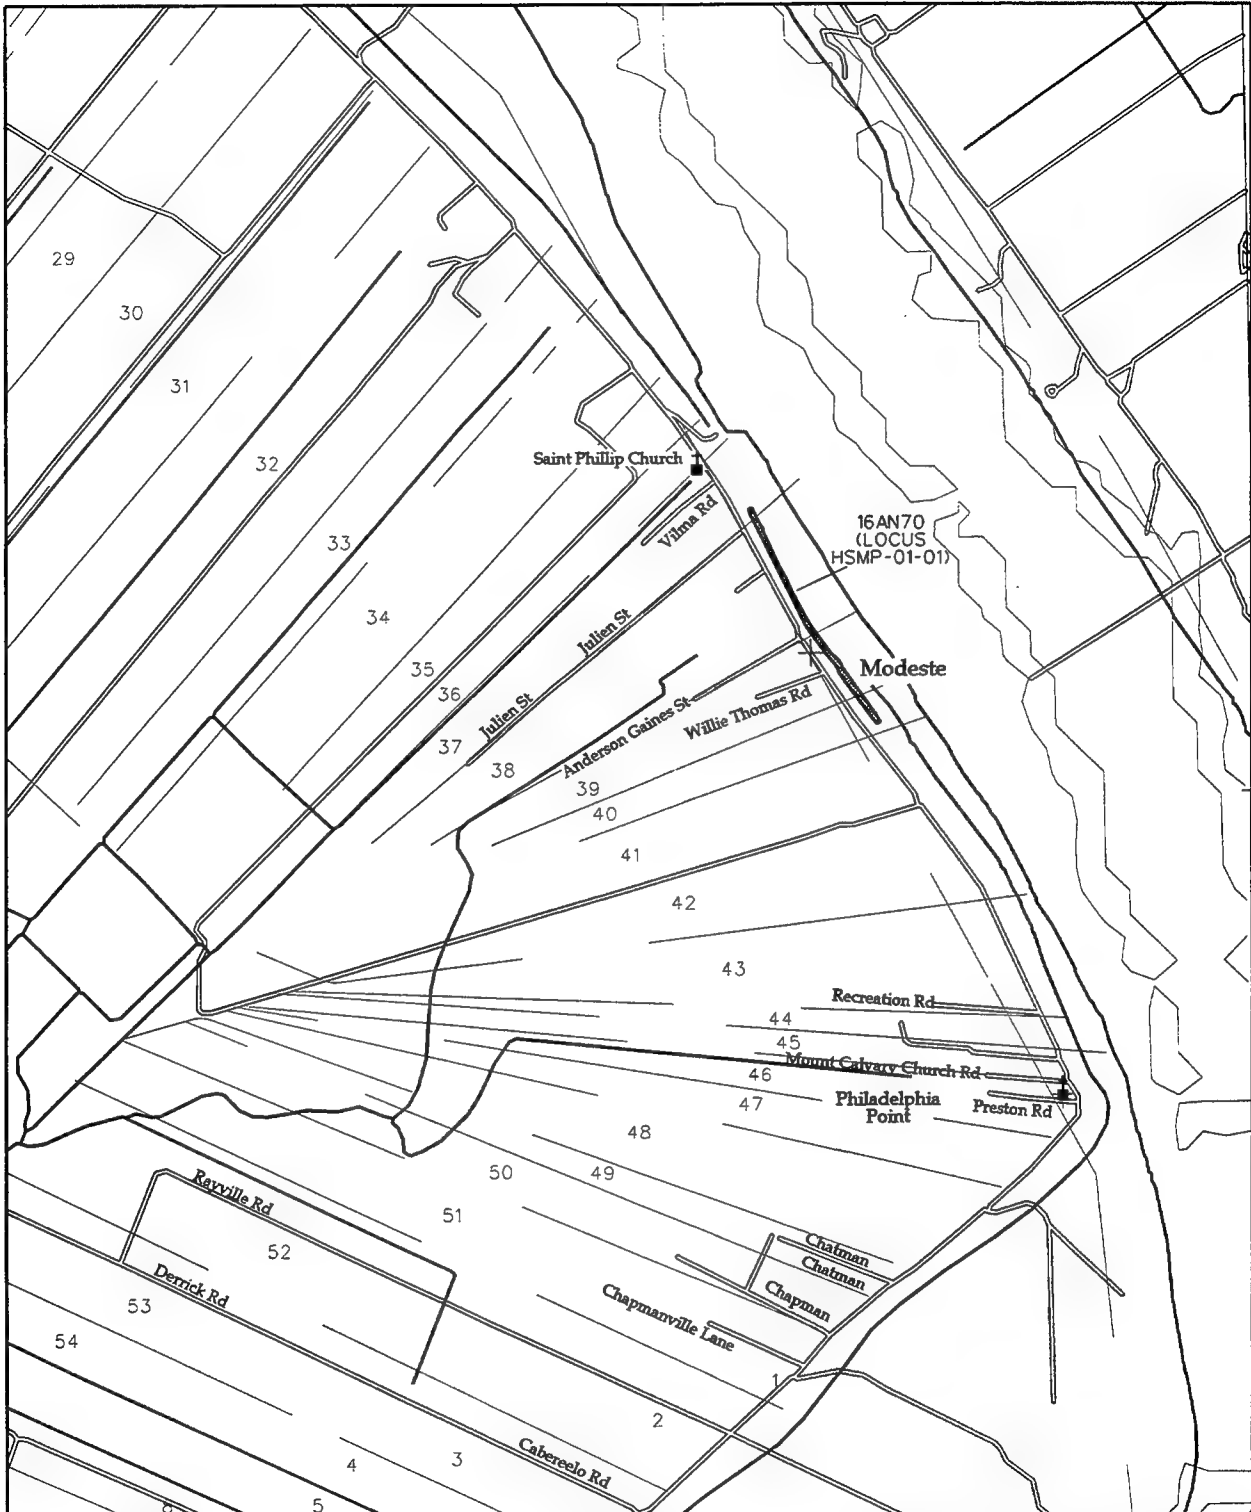 29
30
31
32
Saint Phillip Church
Vilma Rd
16AN70
(LOCUS
HSMP-01-01)
33
34
Julien St
35
36
Modeste
Julien St
Anderson Gaines St
Willie Thomas Rd
37
38
39
40
41
42
43
Recreation Rd
44
45
Mount Calvary Church Rd
46
47
Philadelphia
Point
Preston Rd
48
49
50
51
Rayville Rd
52
Chatman
Chatman
Chapman
Chapmanville Lane
Derrick Rd
53
54
1
2
Cabereelo Rd
3
4
5